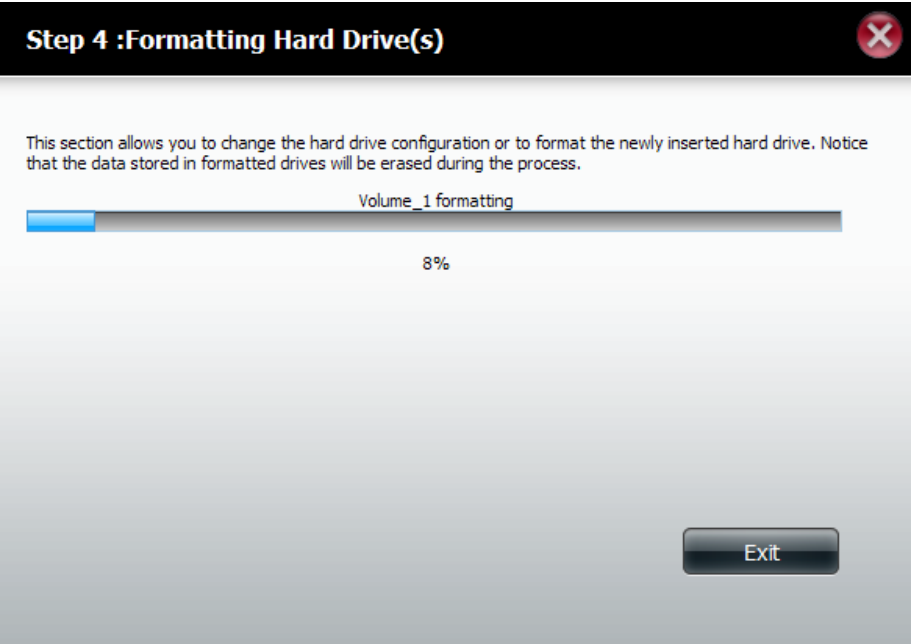 Step 4 :Formatting Hard Drive(s)
This section allows you to change the hard drive configuration or to format the newly inserted hard drive. Notice
that the data stored in formatted drives will be erased during the process.
Volume_1 formatting
8%
Exit